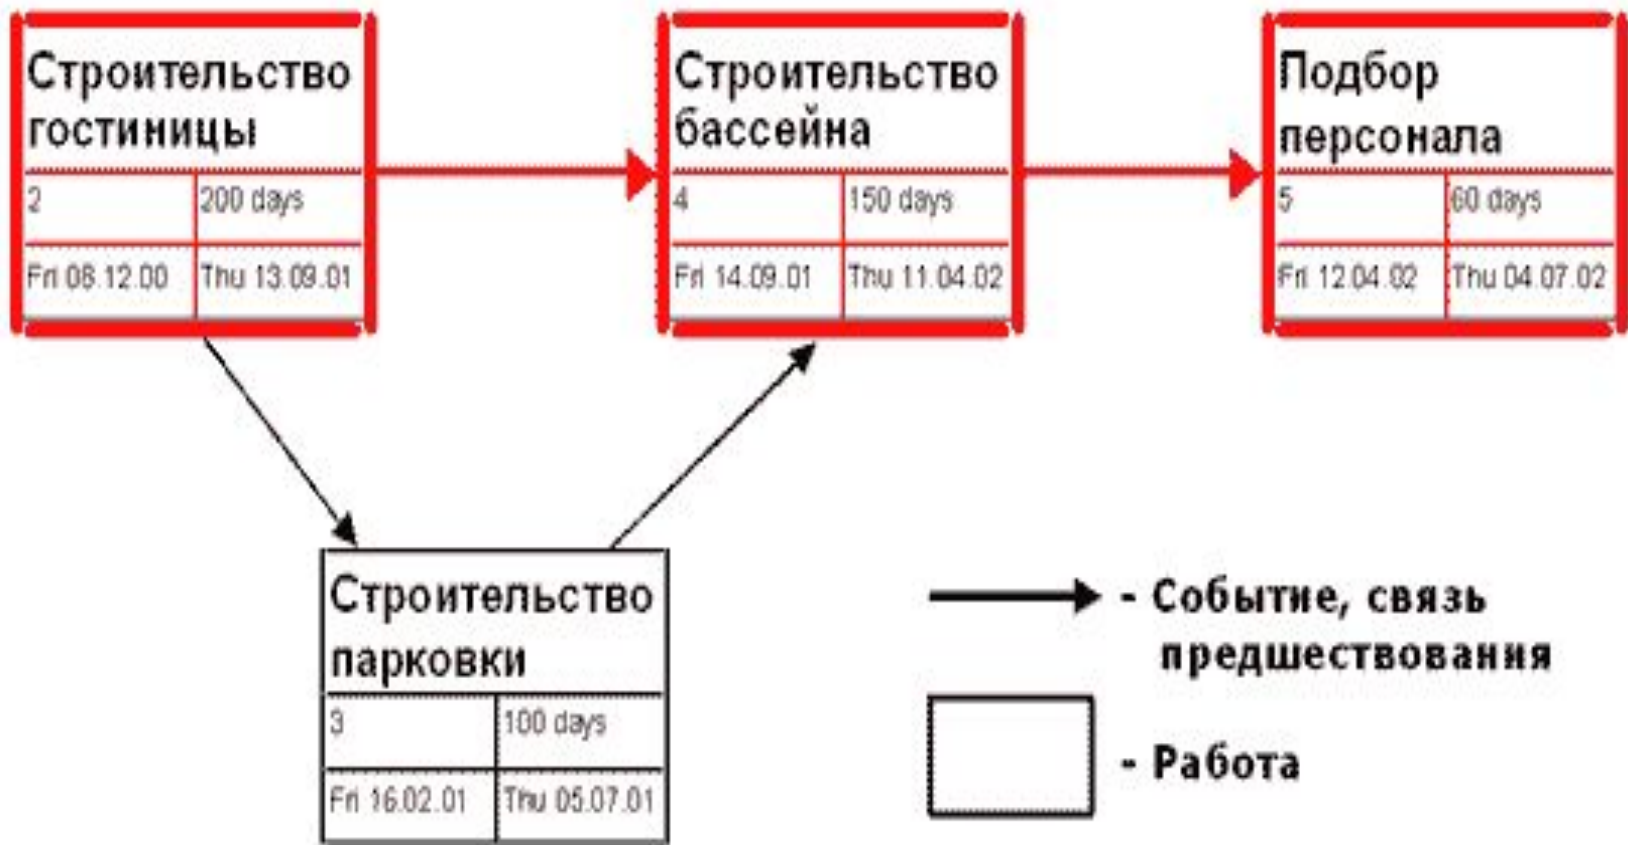 Строительство
гостиницы
2
200 days
Fri 08.12.00
Thu 13.09.01
Строительство
бассейна
4
150 days
Fri 14.09.01
Thu 11.04.02
Подбор
персонала
5
60 days
Fri 12.04.02
Thu 04.07.02
Строительство
парковки
3
100 days
Fri 16.02.01
Thu 05.07.01
- Событие, связь
предшествования
- Работа